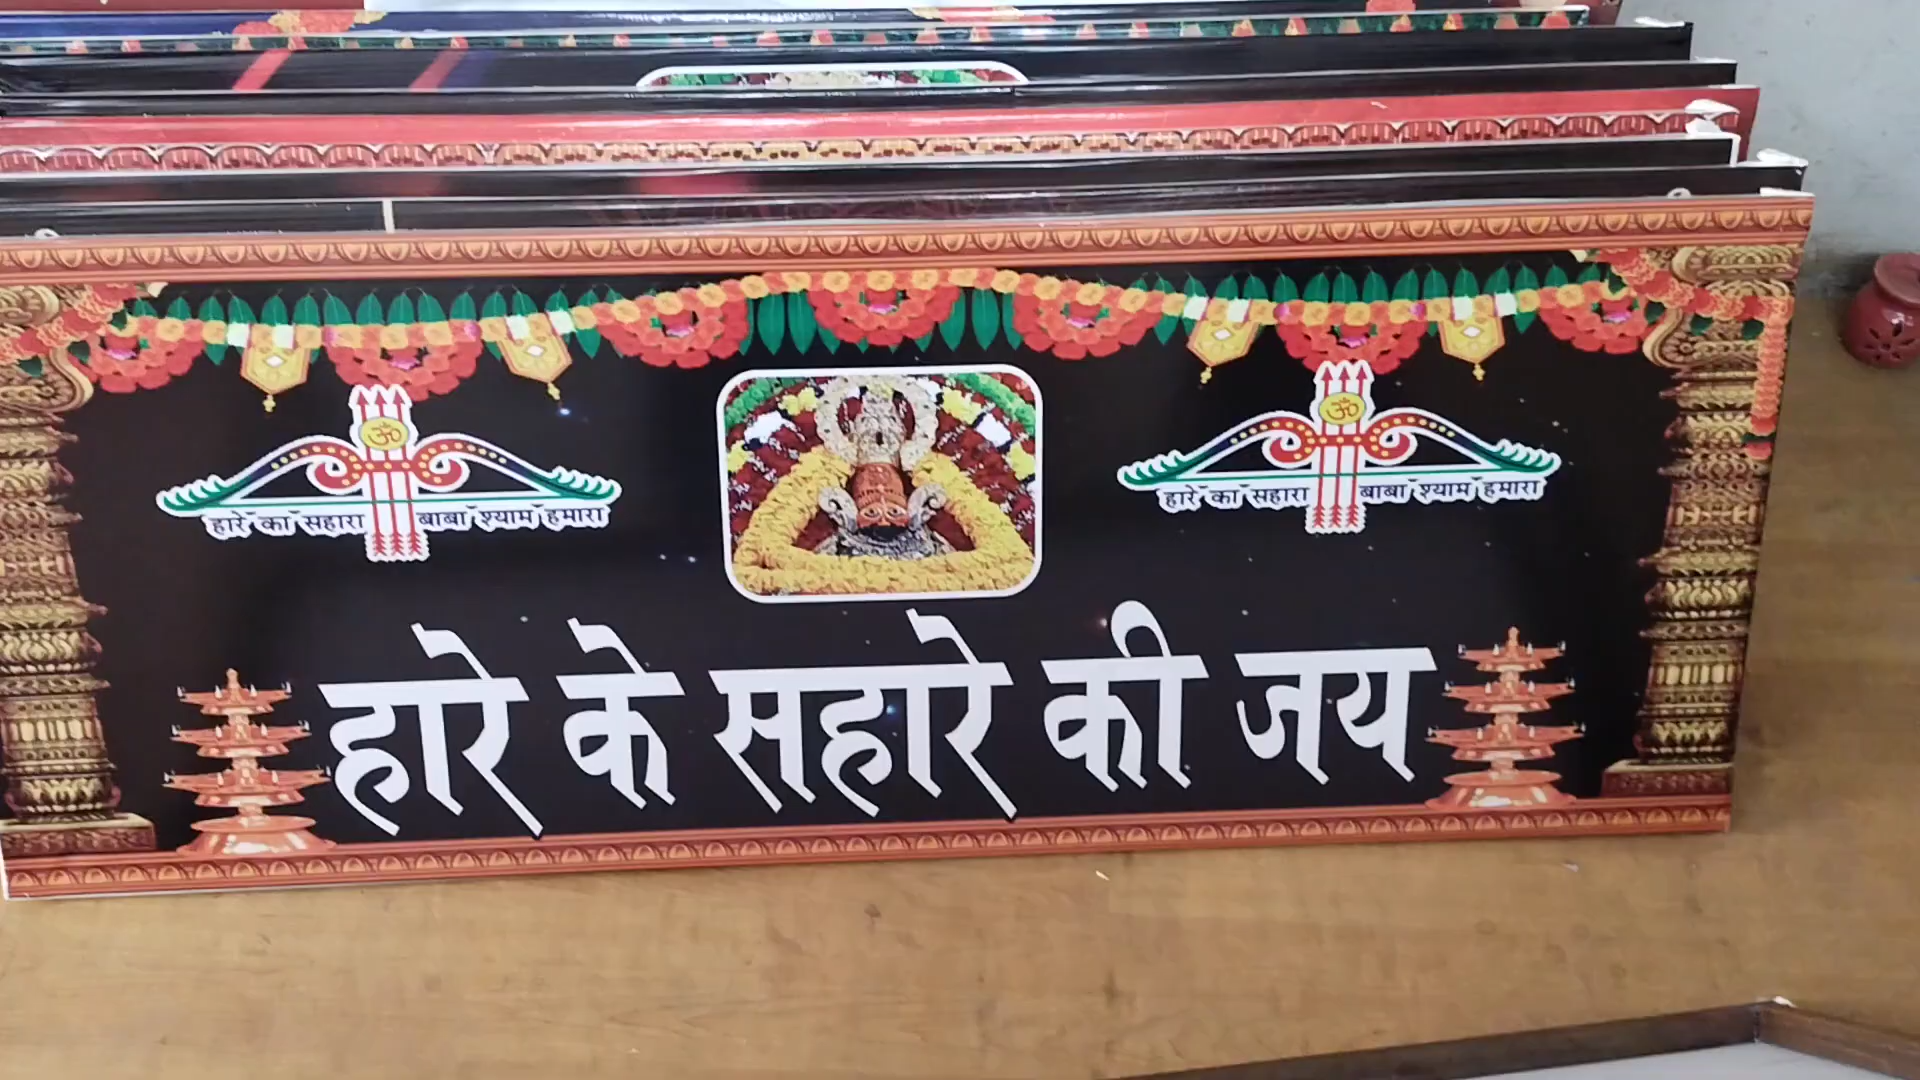 ॐ
हारे का सहारा बाबा श्याम हमारा
ॐ
हारे का सहारा बाबा श्याम हमारा
हारे के सहारे की जय